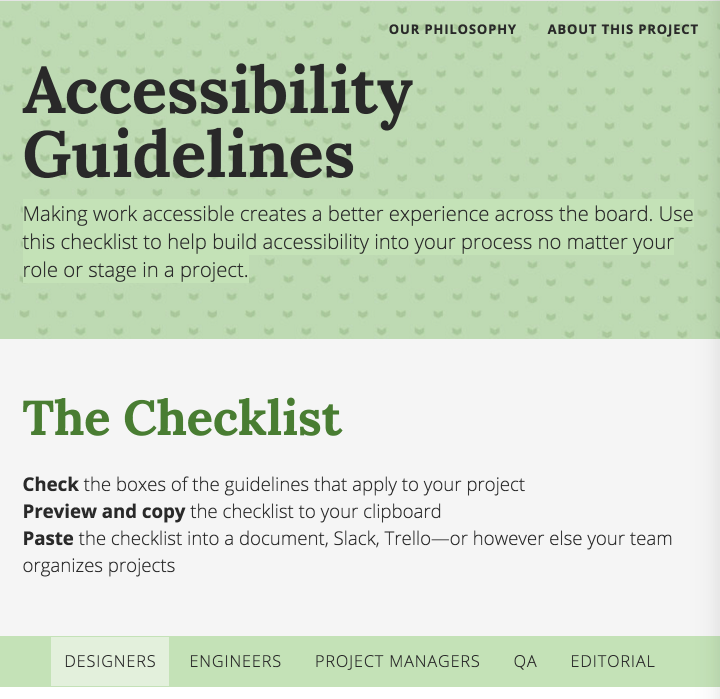 OUR PHILOSOPHY ABOUT THIS PROJECT
Accessibility
Guidelines
Making work accessible creates a better experience across the board. Use
this checklist to help build accessibility into your process no matter your
role or stage in a project.
The Checklist
Check the boxes of the guidelines that apply to your project
Preview and copy the checklist to your clipboard
Paste the checklist into a document, Slack, Trello—or however else your team
organizes projects
DESIGNERS ENGINEERS PROJECT MANAGERS QA EDITORIAL